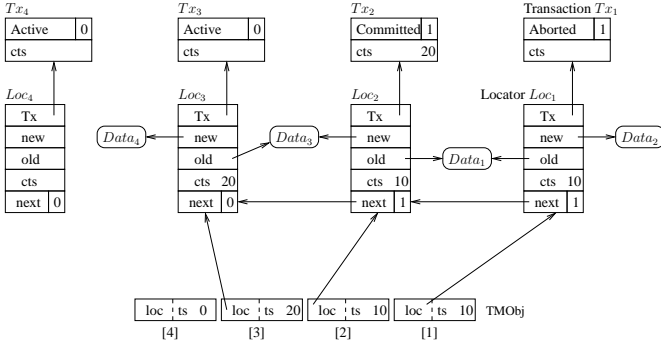 Tx4 Tx3 Tx2 Transaction Tx1
Active 0 Active 0 Committed 1 Aborted 1
cts cts cts 20 cts
Loc4 Loc3 Loc2 Locator Loc1
Tx Tx Tx Tx
new Data4 new Data3 new new Data2
old old old Data1 old
cts cts 20 cts 10 cts 10
next 0 next 0 next 1 next 1
loc ts 0 loc ts 20 loc ts 10 loc ts 10 TMObj
[4] [3] [2] [1]